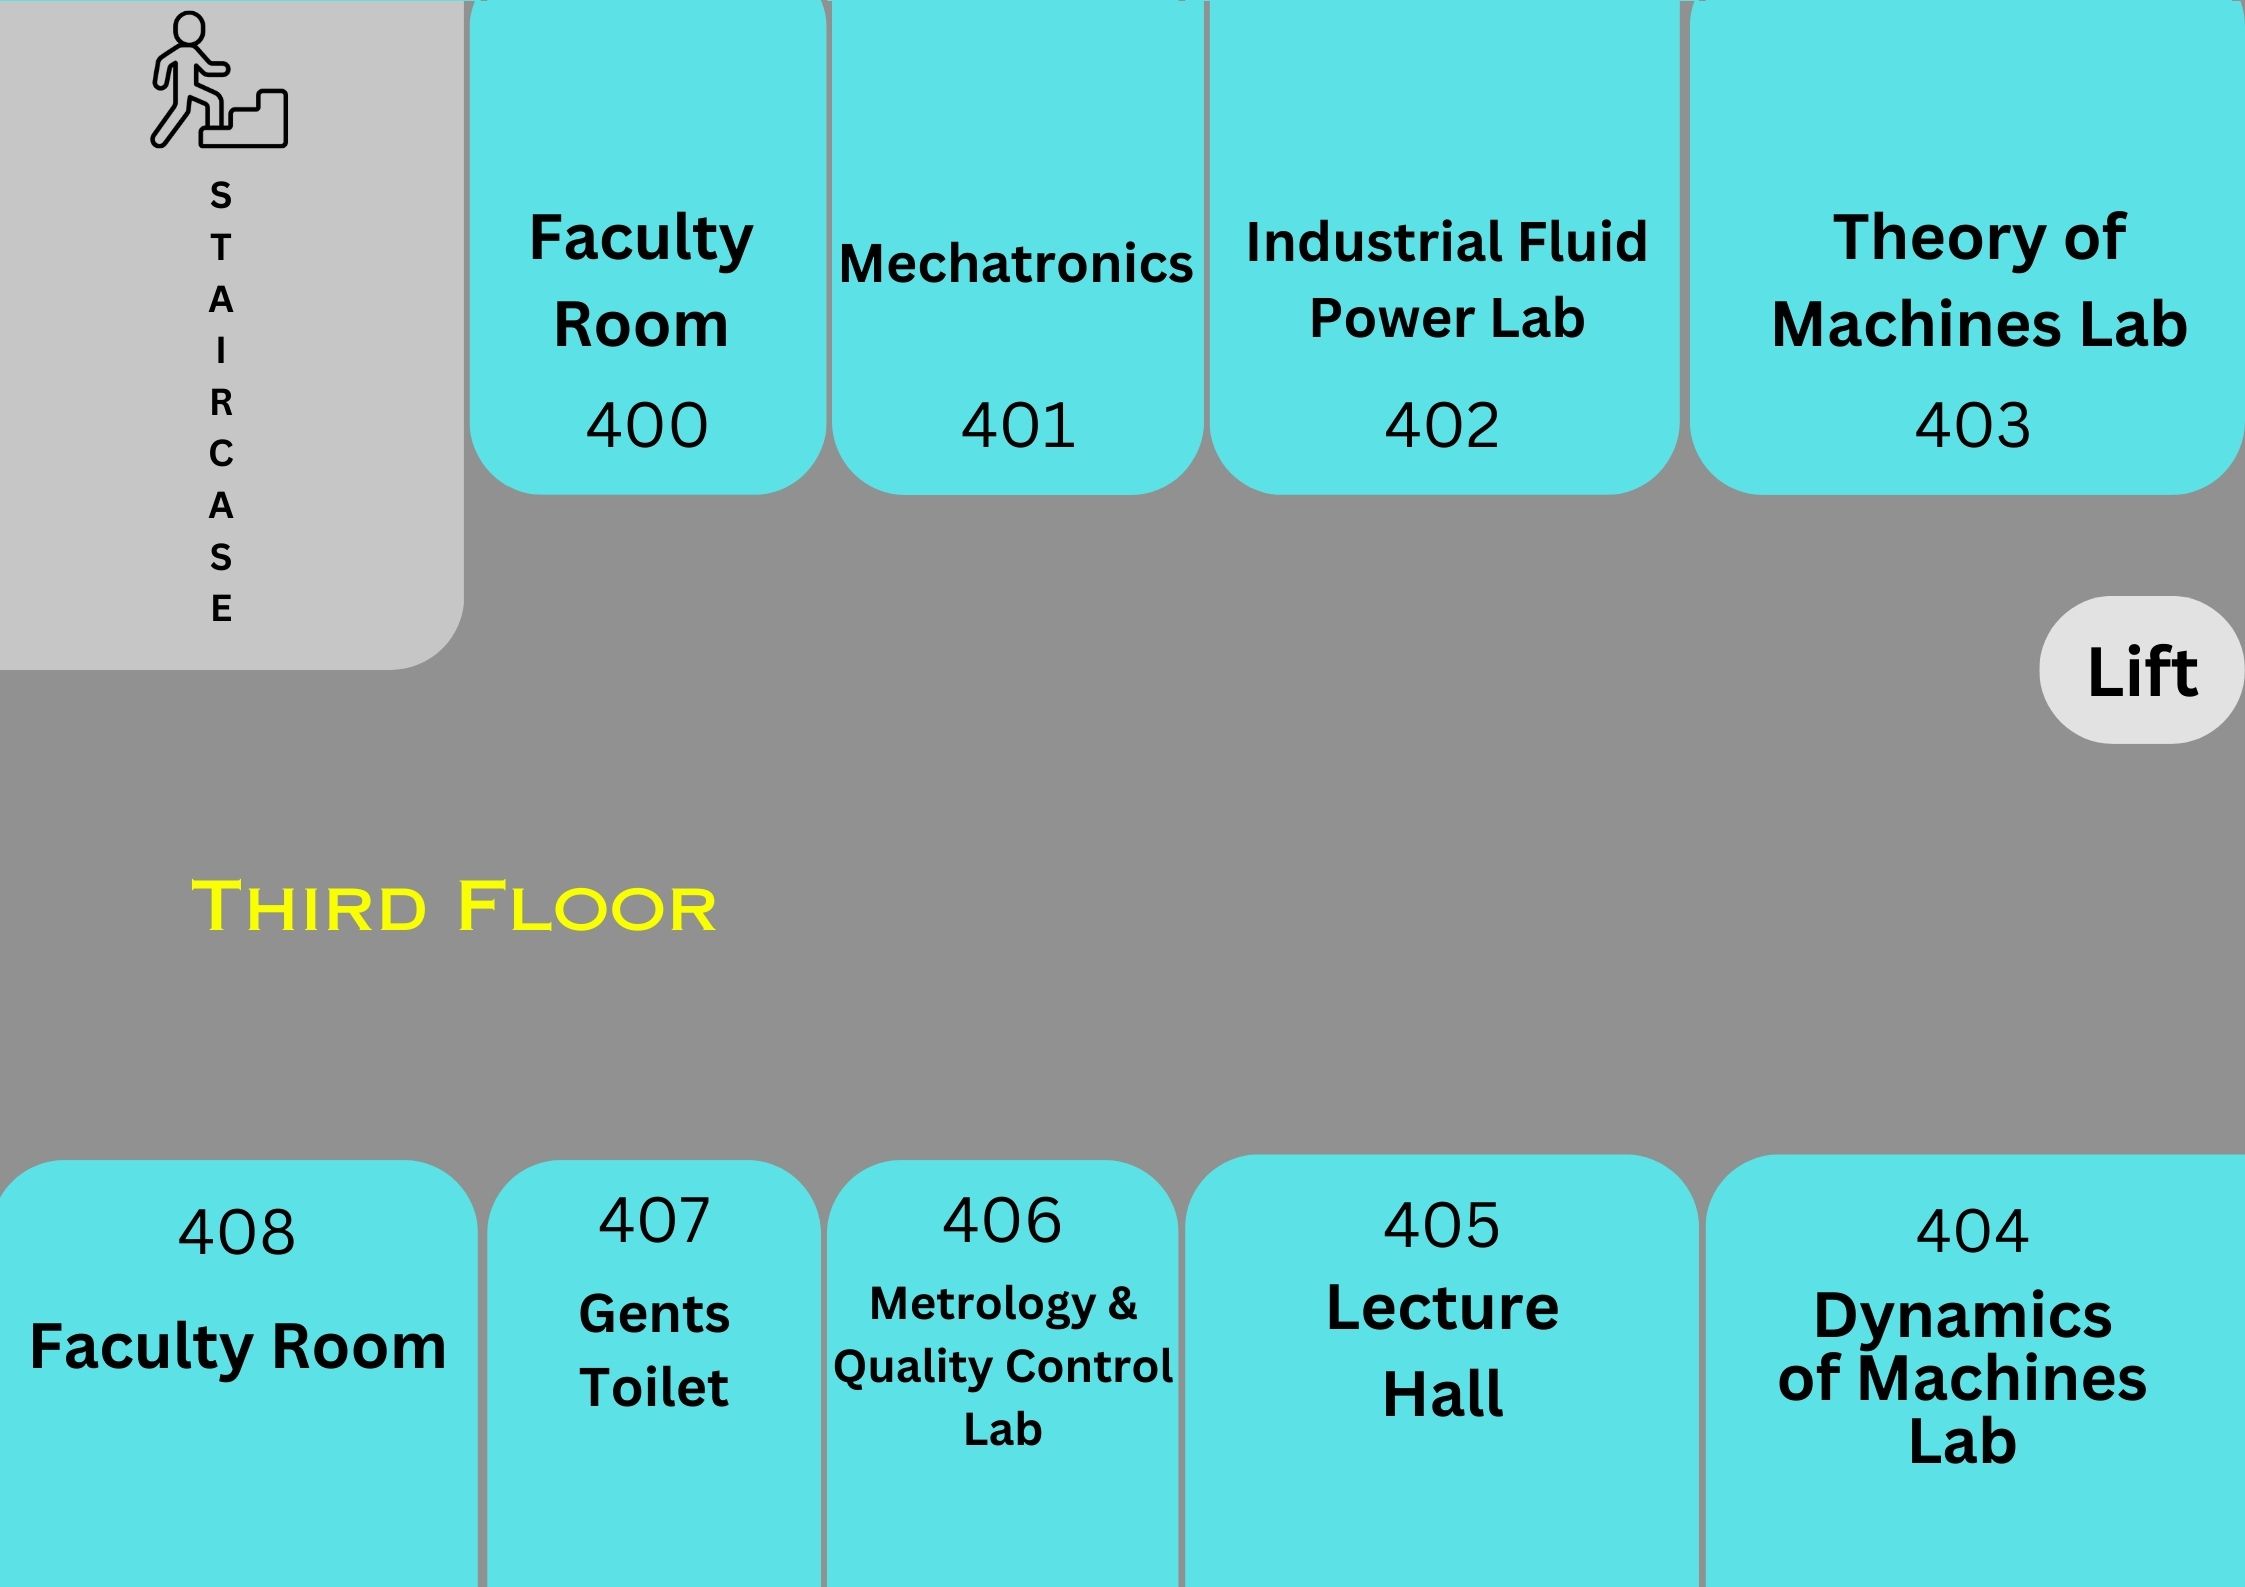 STAIRCASE
Faculty
Room
400
Mechatronics
401
Industrial Fluid
Power Lab
402
Theory of
Machines Lab
403
Lift
Third Floor
408
Faculty Room
407
Gents
Toilet
406
Metrology &
Quality Control
Lab
405
Lecture
Hall
404
Dynamics
of Machines
Lab